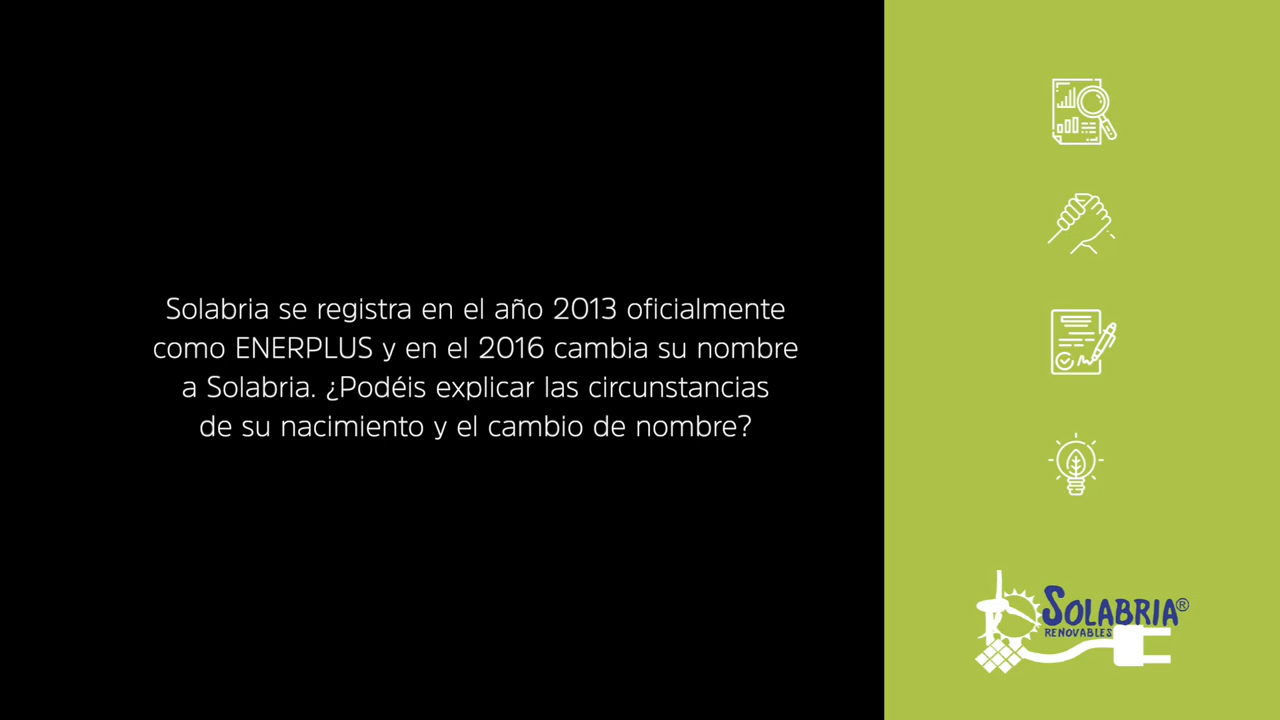 Solabria se registra en el año 2013 oficialmente
como ENERPLUS y en el 2016 cambia su nombre
a Solabria. ¿Podéis explicar las circunstancias
de su nacimiento y el cambio de nombre?
SOLABRIA®
RENOVABLES